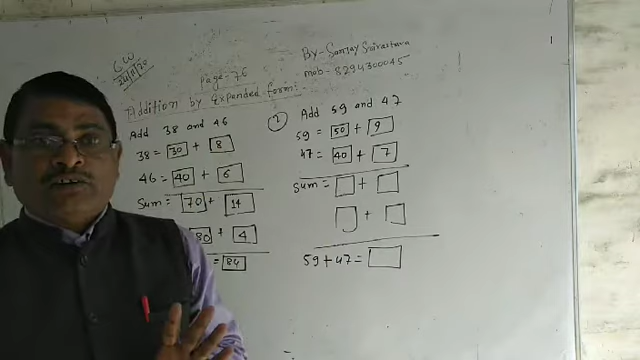 C.W
Page-76
By-Sanjay Srivastava
mob-8294300045
Addition by Expanded form:
Add 38 and 46
38 = 30 + 8
46 = 40 + 6
Sum = 70 + 14
80 + 4
= 84
2
Add 59 and 47
59 = 50 + 9
47 = 40 + 7
Sum = +
+
59 + 47 =